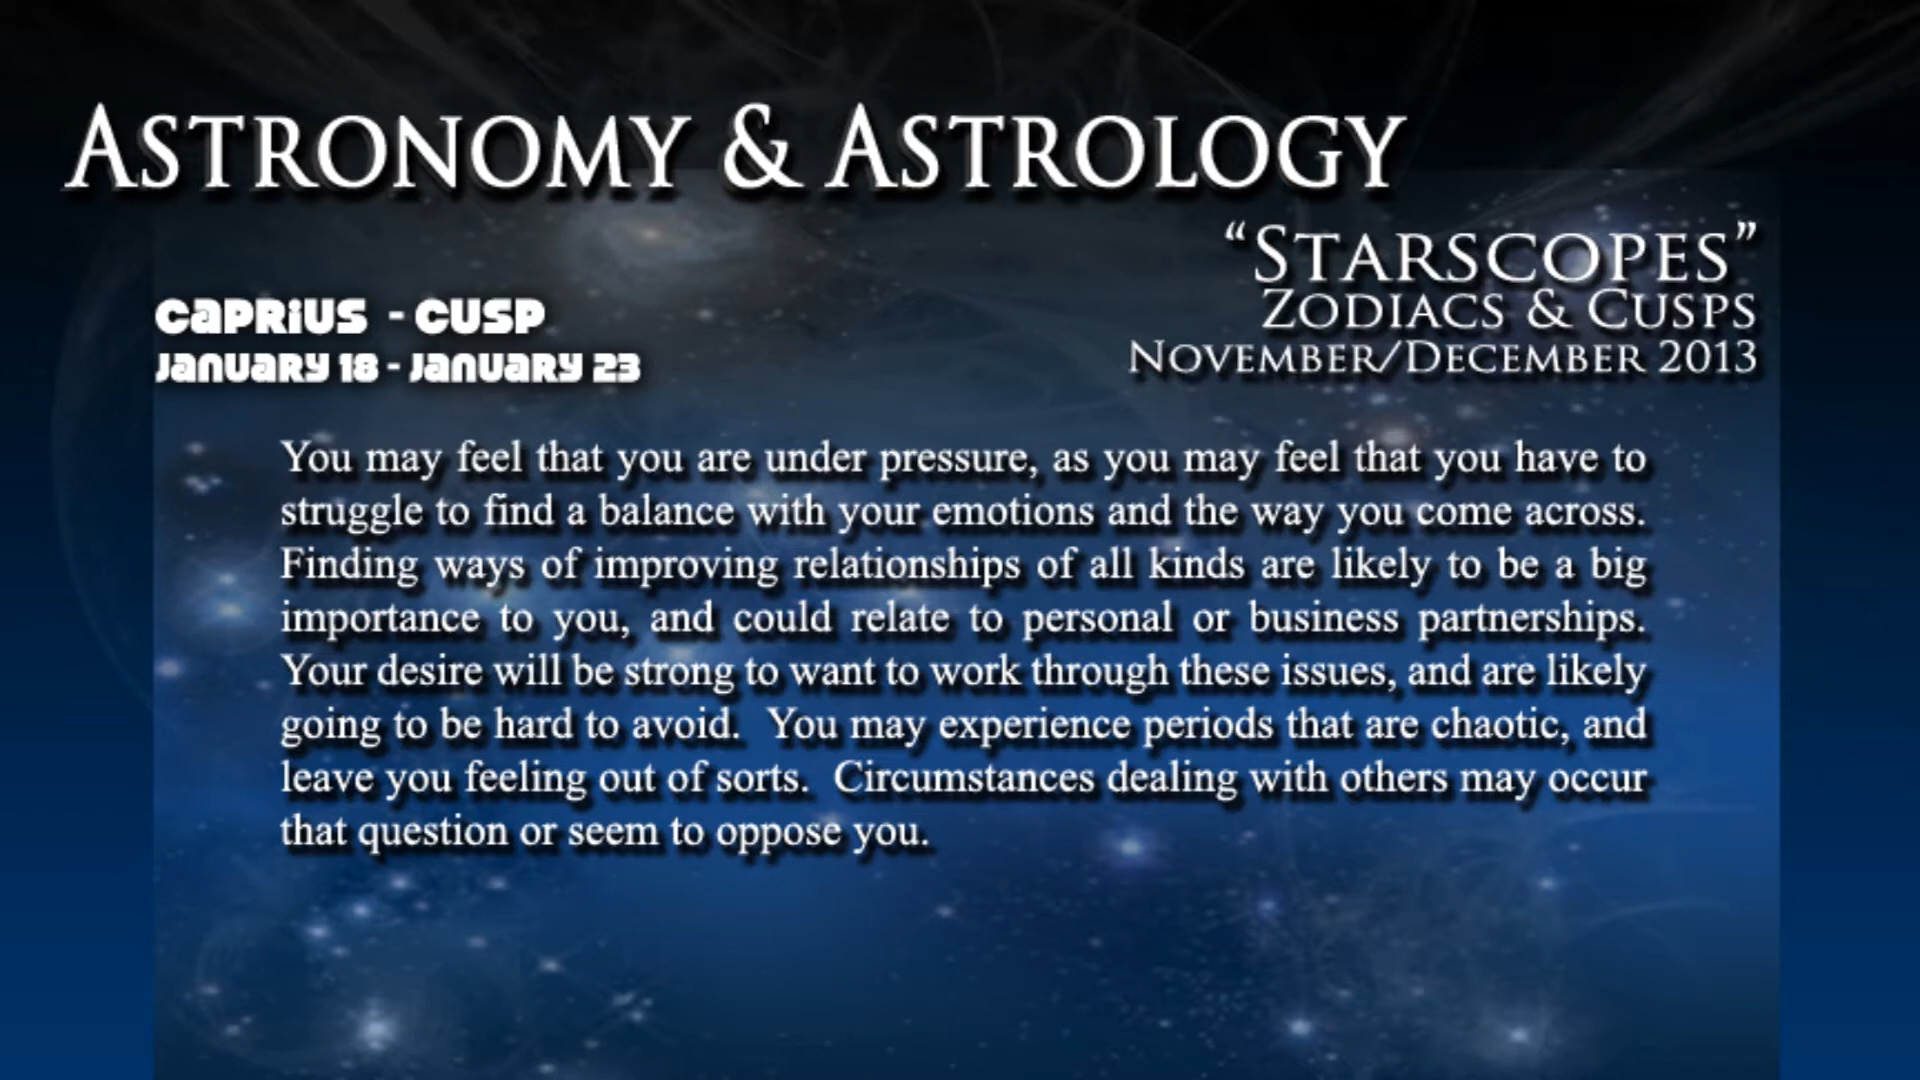 ASTRONOMY & ASTROLOGY
“STARSCOPES”
ZODIACS & CUSPS
NOVEMBER/DECEMBER 2013
CAPRIUS - CUSP
JANUARY 18 - JANUARY 23
You may feel that you are under pressure, as you may feel that you have to
struggle to find a balance with your emotions and the way you come across.
Finding ways of improving relationships of all kinds are likely to be a big
importance to you, and could relate to personal or business partnerships.
Your desire will be strong to want to work through these issues, and are likely
going to be hard to avoid. You may experience periods that are chaotic, and
leave you feeling out of sorts. Circumstances dealing with others may occur
that question or seem to oppose you.